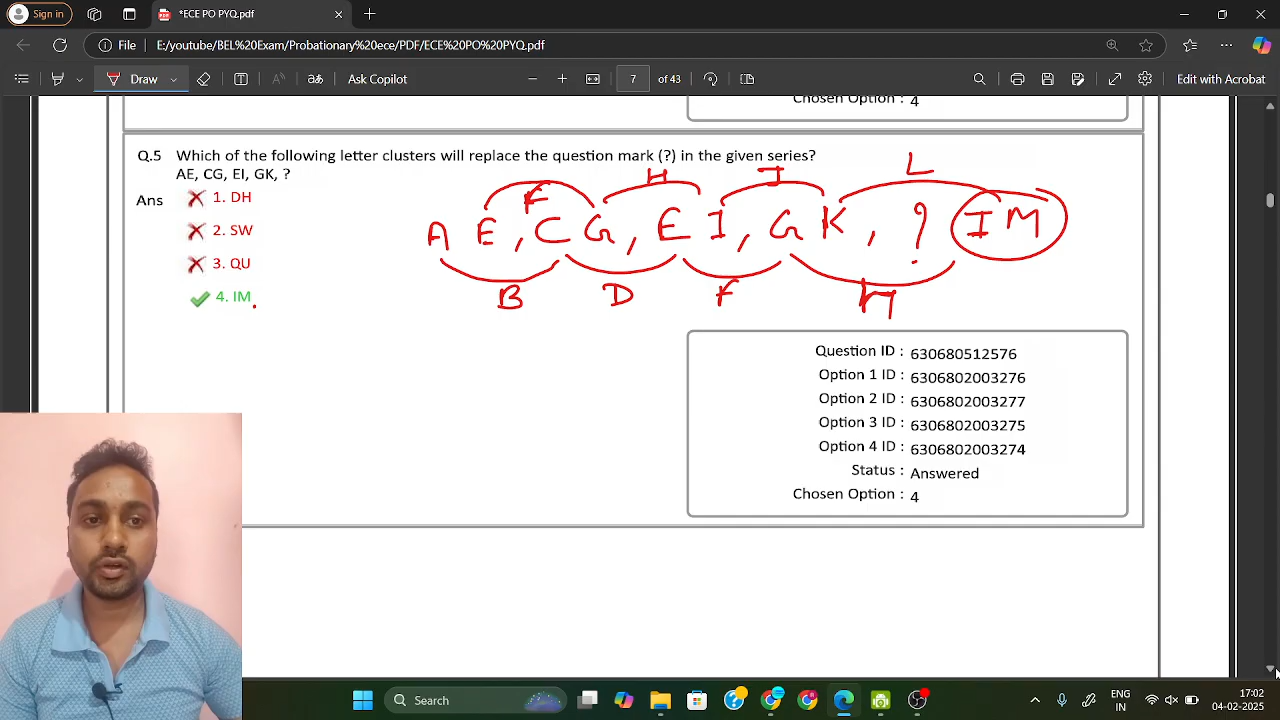 Sign in
*ECE PO PYQ.pdf
File E:/youtube/BEL%20Exam/Probationary%20ece/PDF/ECE%20PO%20PYQ.pdf
Draw Ask Copilot 7 of 43 Edit with Acrobat
Chosen Option : 4
Q.5 Which of the following letter clusters will replace the question mark (?) in the given series?
AE, CG, EI, GK, ?
Ans 1. DH
2. SW
3. QU
4. IM
F H J L
A E, C G, E I, G K, ? I M
B D F H
Question ID : 630680512576
Option 1 ID : 6306802003276
Option 2 ID : 6306802003277
Option 3 ID : 6306802003275
Option 4 ID : 6306802003274
Status : Answered
Chosen Option : 4
Search
ENG
IN
17:02
04-02-2025